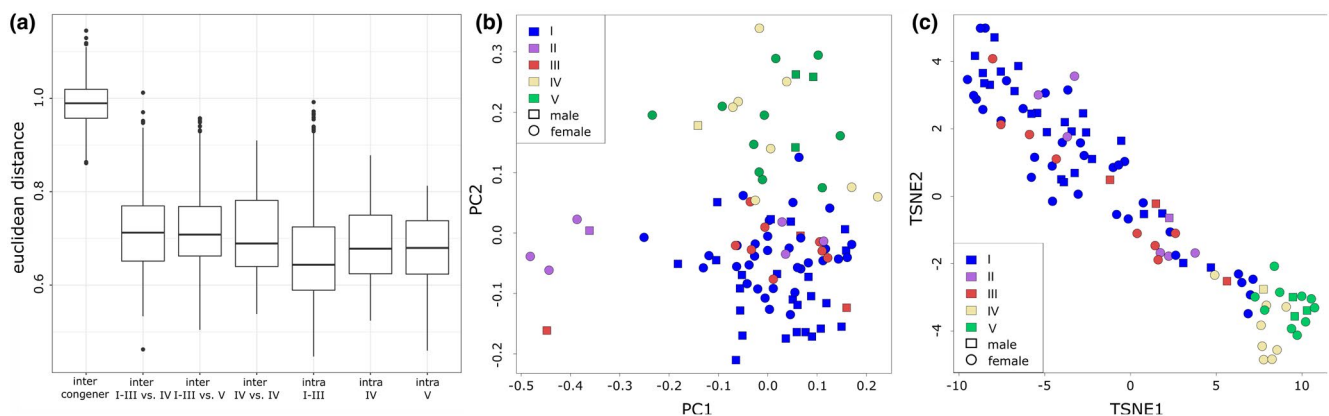 (a)
euclidean distance
1.0
0.8
0.6
inter
congener
inter
I-III vs. IV
inter
I-III vs. V
inter
IV vs. IV
intra
I-III
intra
IV
intra
V
(b)
PC2
0.3
0.2
0.1
0.0
-0.1
-0.2
I
II
III
IV
V
male
female
-0.5
-0.4
-0.3
-0.2
-0.1
0.0
0.1
0.2
PC1
(c)
TSNE2
4
2
0
-2
-4
I
II
III
IV
V
male
female
-10
-5
0
5
10
TSNE1